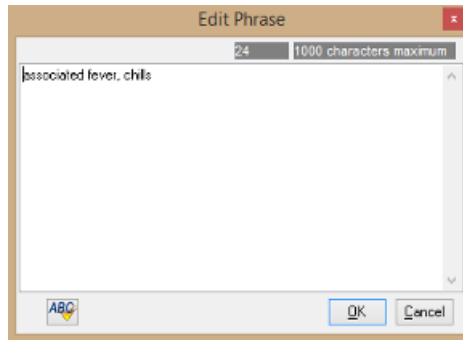 Edit Phrase
x
24 1000 characters maximum
associated fever, chills
ABC
OK Cancel